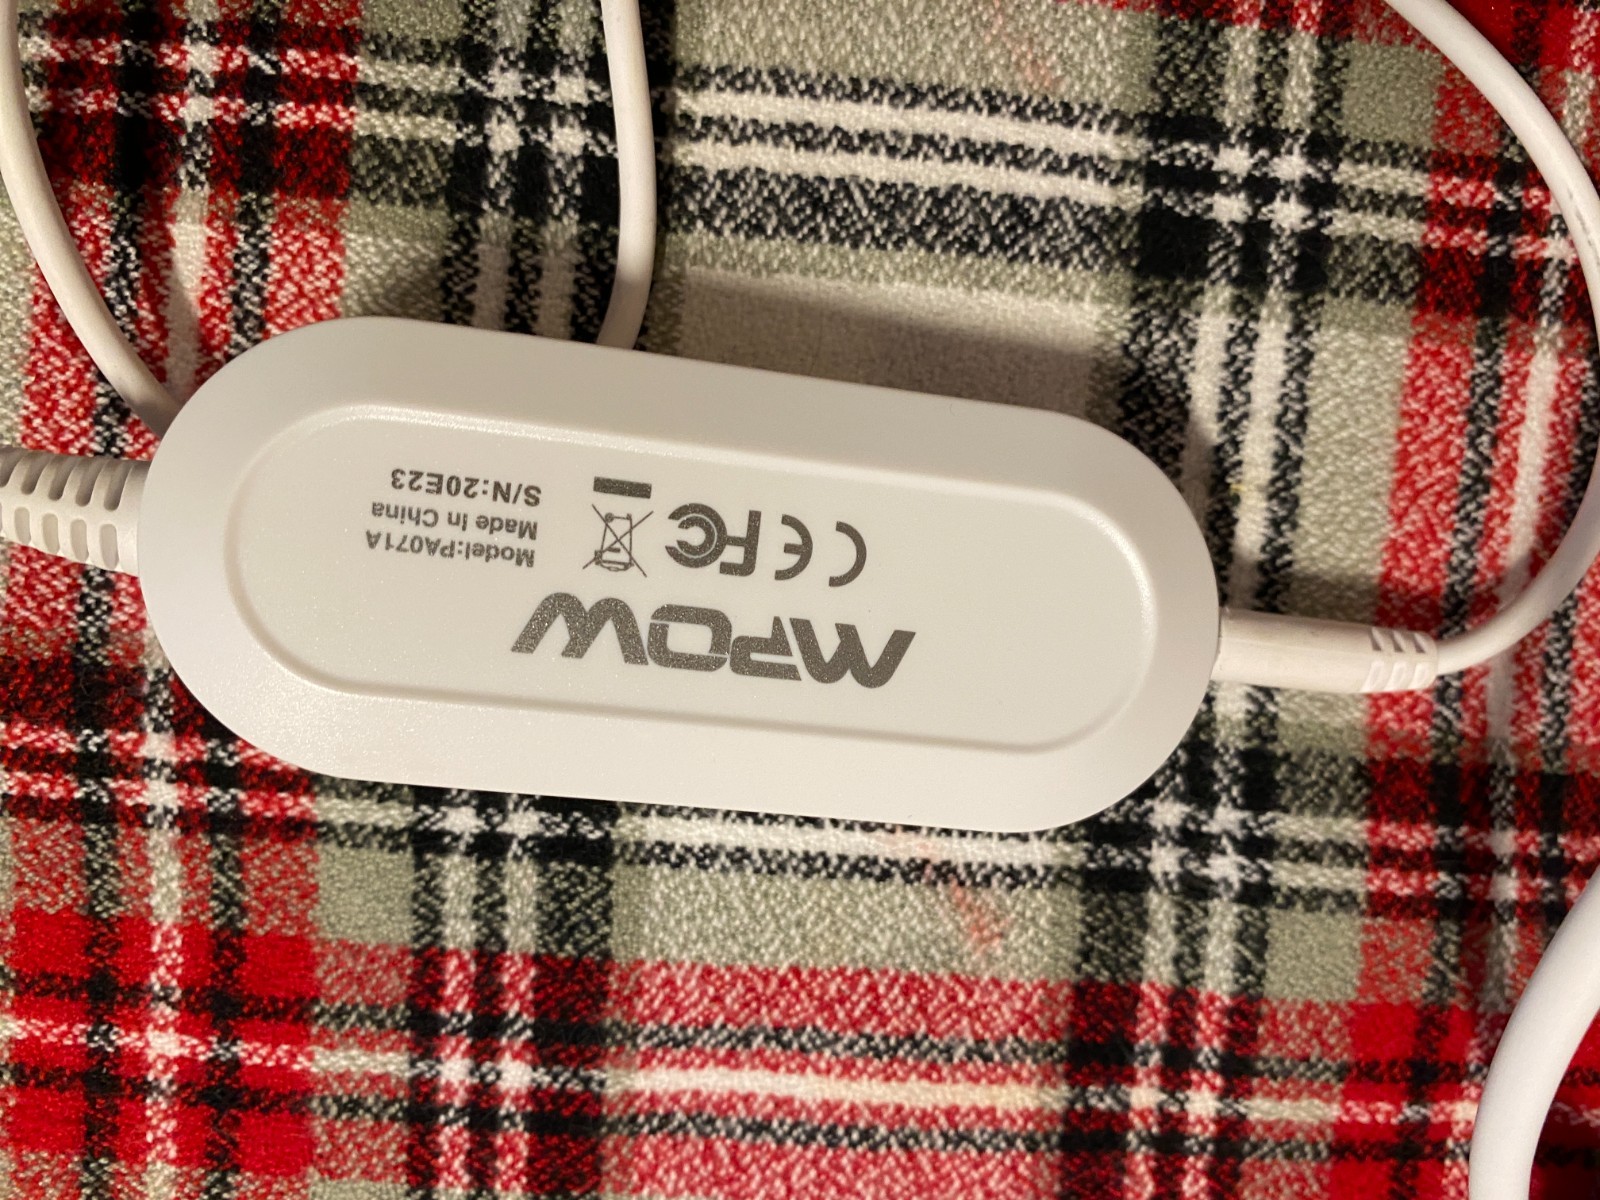 MPOW
CE FC
Model:PA071A
Made In China
S/N:20E23